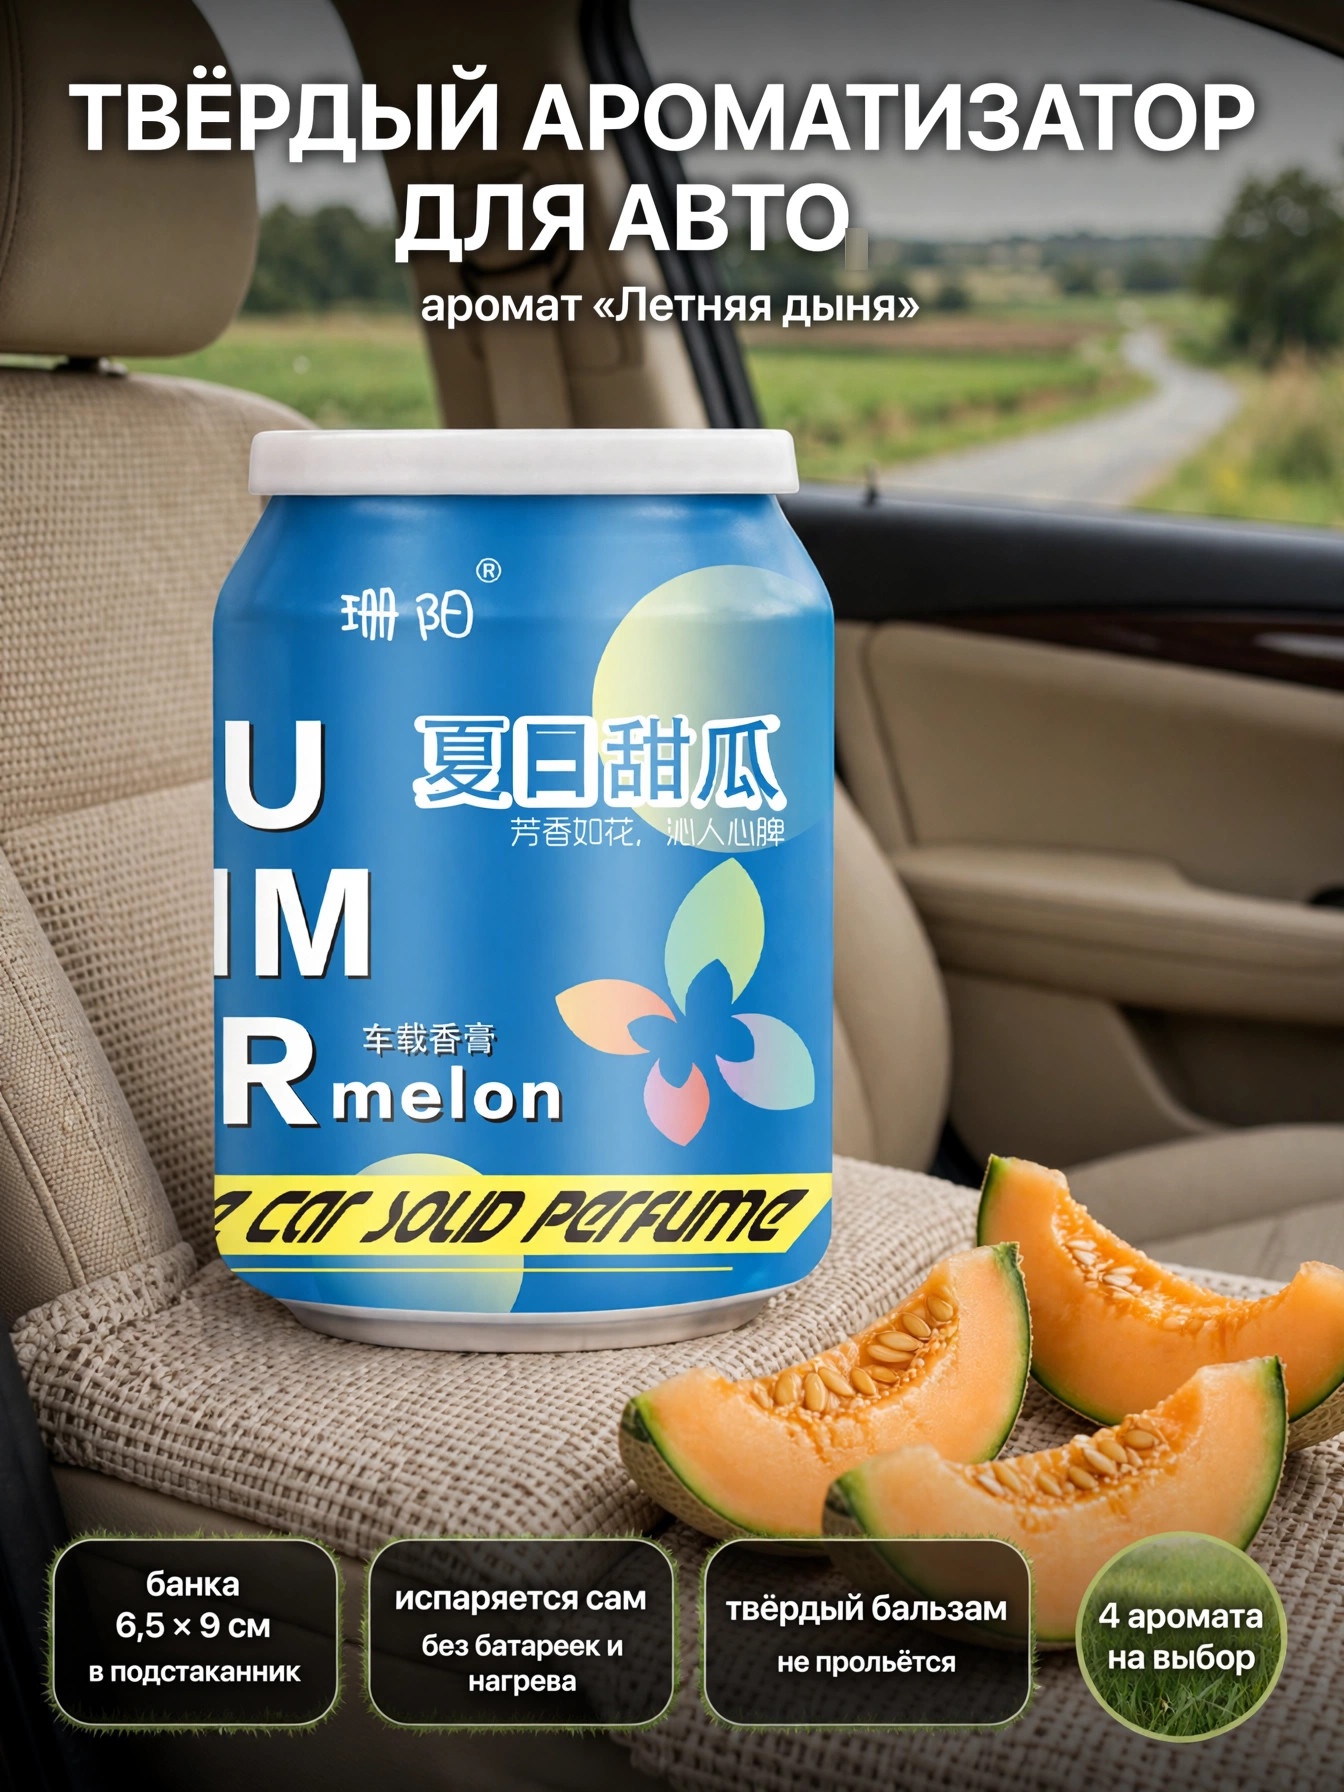 ТВЁРДЫЙ АРОМАТИЗАТОР
ДЛЯ АВТО
аромат «Летняя дыня»
珊阳®
夏日甜瓜
芳香如花,沁人心脾
U
IM
R
车载香膏
melon
e car solid perfume
банка
6,5 × 9 см
в подстаканник
испаряется сам
без батареек и
нагрева
твёрдый бальзам
не прольётся
4 аромата
на выбор